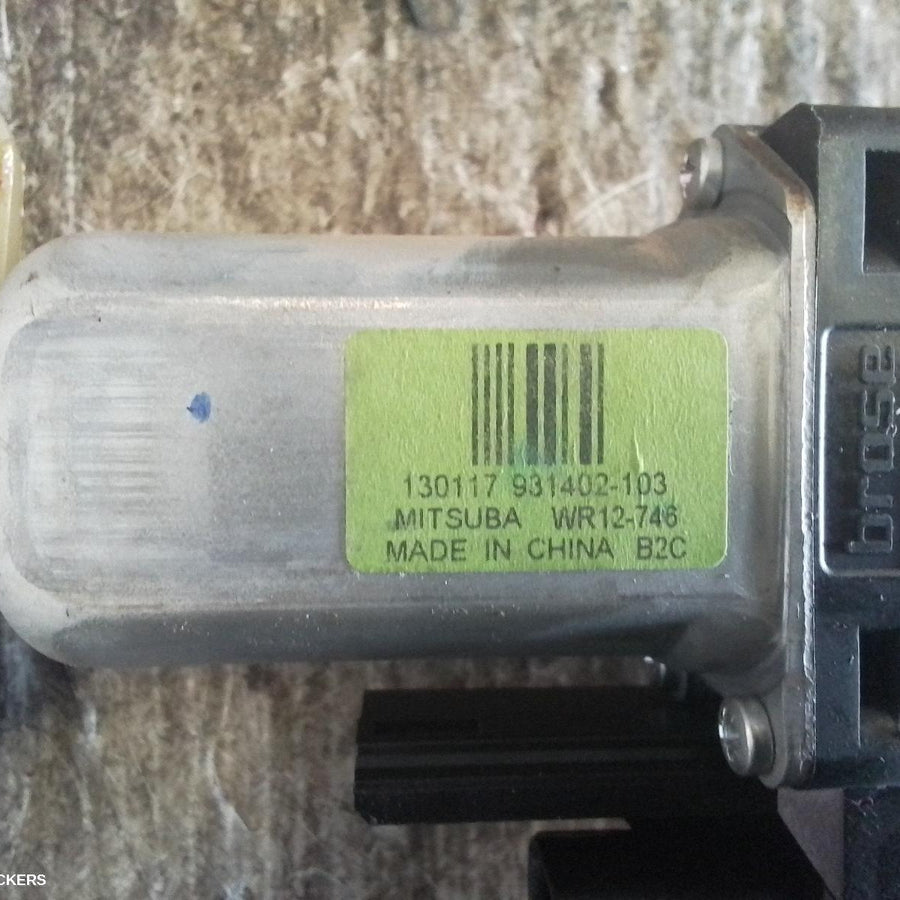 130117 931402-103
MITSUBA WR12-746
MADE IN CHINA B2C
brose
CKERS